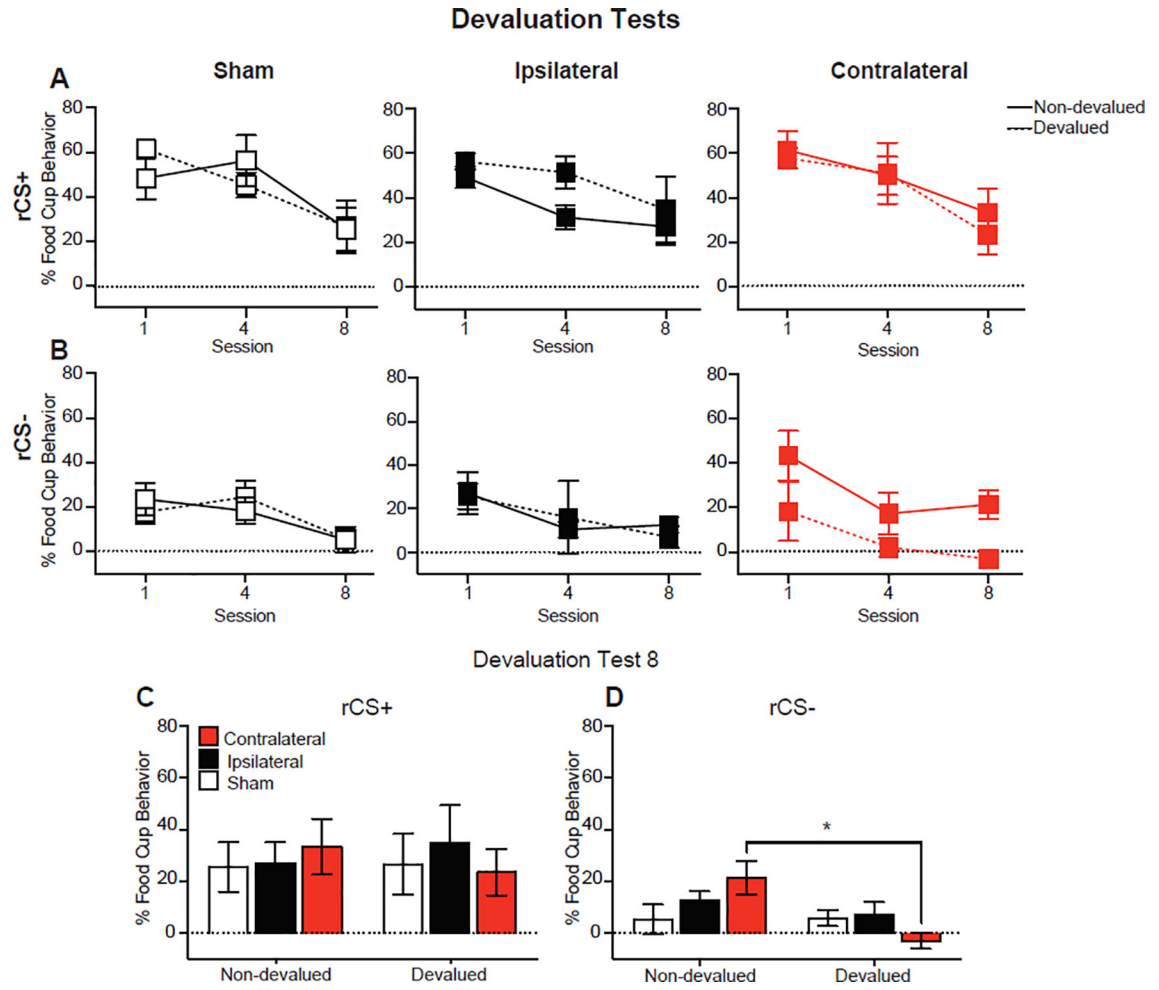 Devaluation Tests
A
Sham
Ipsilateral
Contralateral
Non-devalued
Devalued
rCS+
% Food Cup Behavior
80
60
40
20
0
1
4
8
Session
80
60
40
20
0
1
4
8
Session
80
60
40
20
0
1
4
8
Session
B
rCS-
% Food Cup Behavior
80
60
40
20
0
1
4
8
Session
80
60
40
20
0
1
4
8
Session
80
60
40
20
0
1
4
8
Session
Devaluation Test 8
C
rCS+
% Food Cup Behavior
80
60
40
20
0
Contralateral
Ipsilateral
Sham
Non-devalued
Devalued
D
rCS-
% Food Cup Behavior
80
60
40
20
0
*
Non-devalued
Devalued